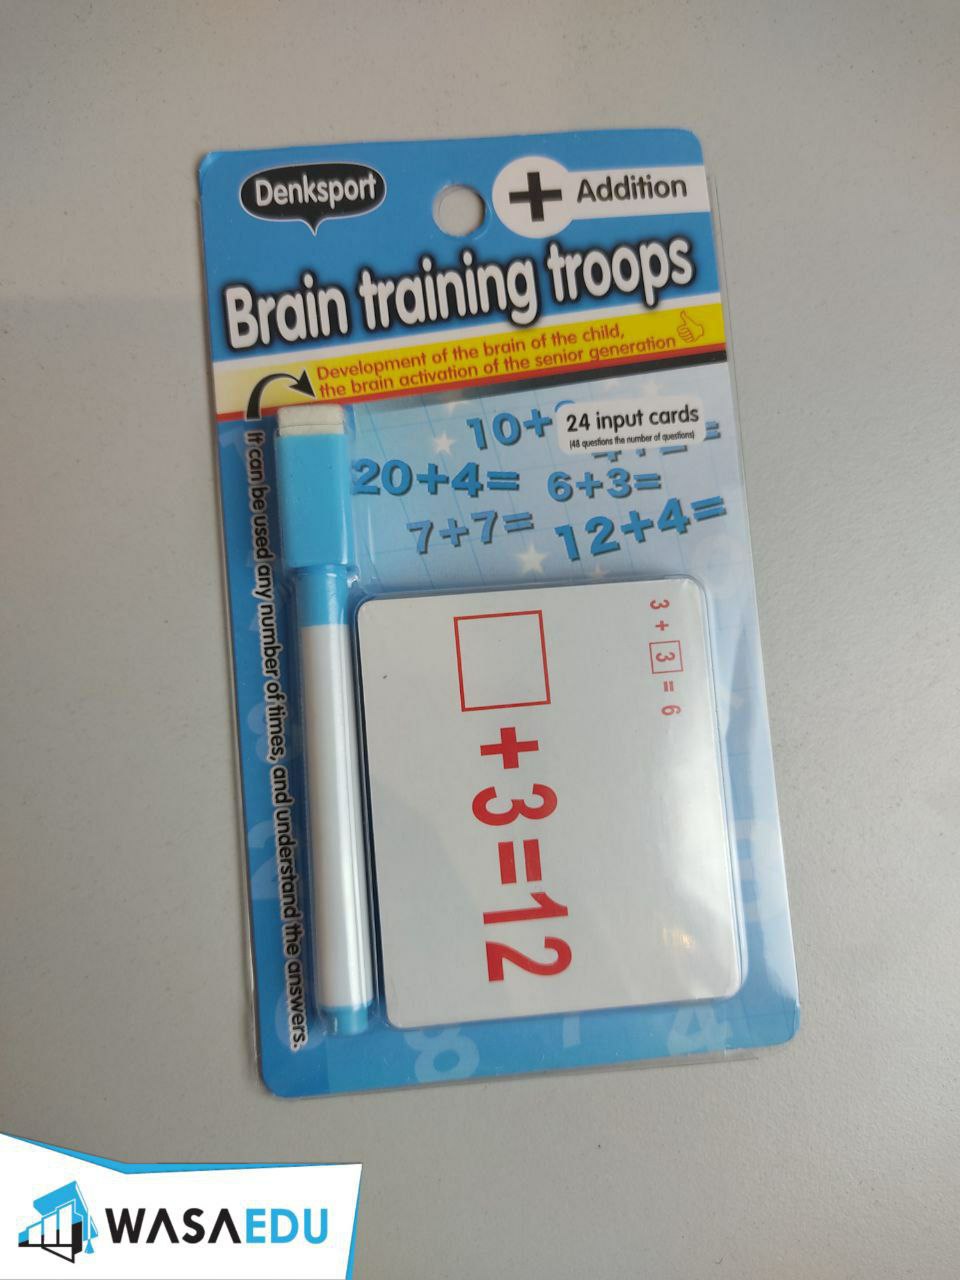 Denksport
+ Addition
Brain training troops
Development of the brain of the child,
the brain activation of the senior generation
It can be used any number of times, and understand the answers.
10+
24 input cards
(48 questions the number of questions)
20+4=
6+3=
7+7=
12+4=
3 + 3 = 6
+3=12
8
4
WASAEDU